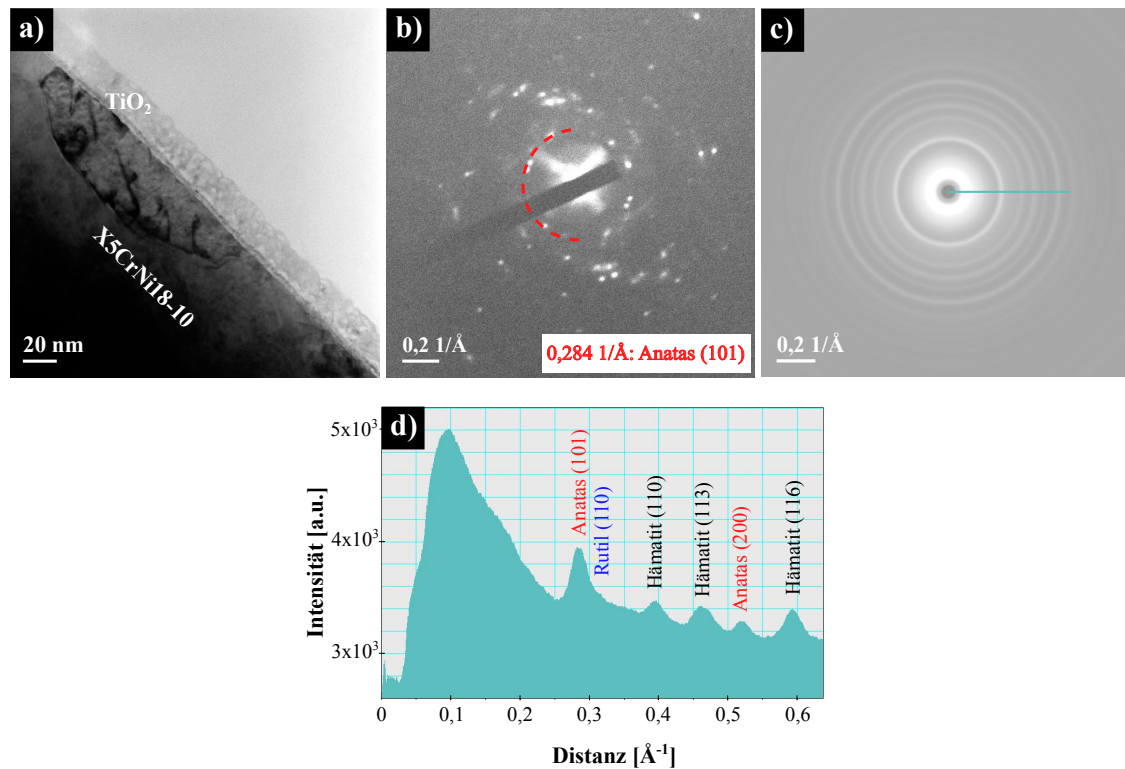 a)
TiO₂
X5CrNi18-10
20 nm
b)
0,2 1/Å
0,284 1/Å: Anatas (101)
c)
0,2 1/Å
d)
Intensität [a.u.]
5x10³
4x10³
3x10³
Anatas (101)
Rutil (110)
Hämatit (110)
Hämatit (113)
Anatas (200)
Hämatit (116)
0 0,1 0,2 0,3 0,4 0,5 0,6
Distanz [Å⁻¹]